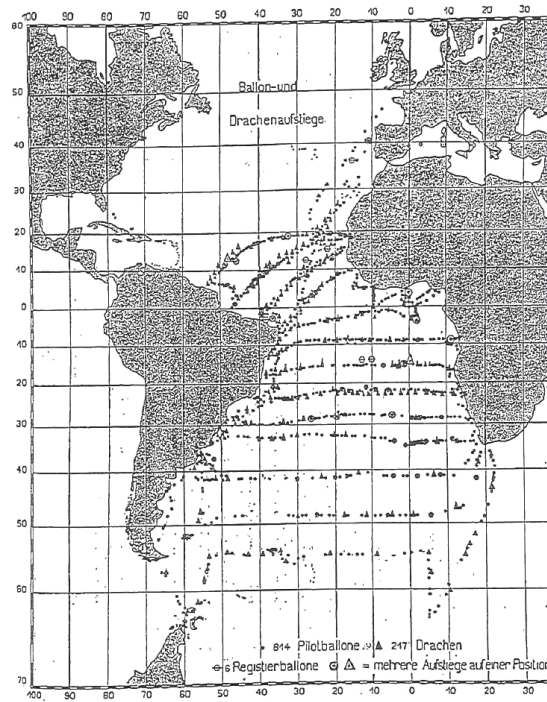 100 90 80 70 60 50 40 30 20 10 0 10 20 30
60
50
40
30
20
10
0
10
20
30
40
50
60
70
Ballon-und
Drachenaufstiege
• 814 Pilotballone ▲ 217 Drachen
6 Registrierballone = mehrere Aufstiege auf einer Position
100 90 80 70 60 50 40 30 20 10 0 10 20 30